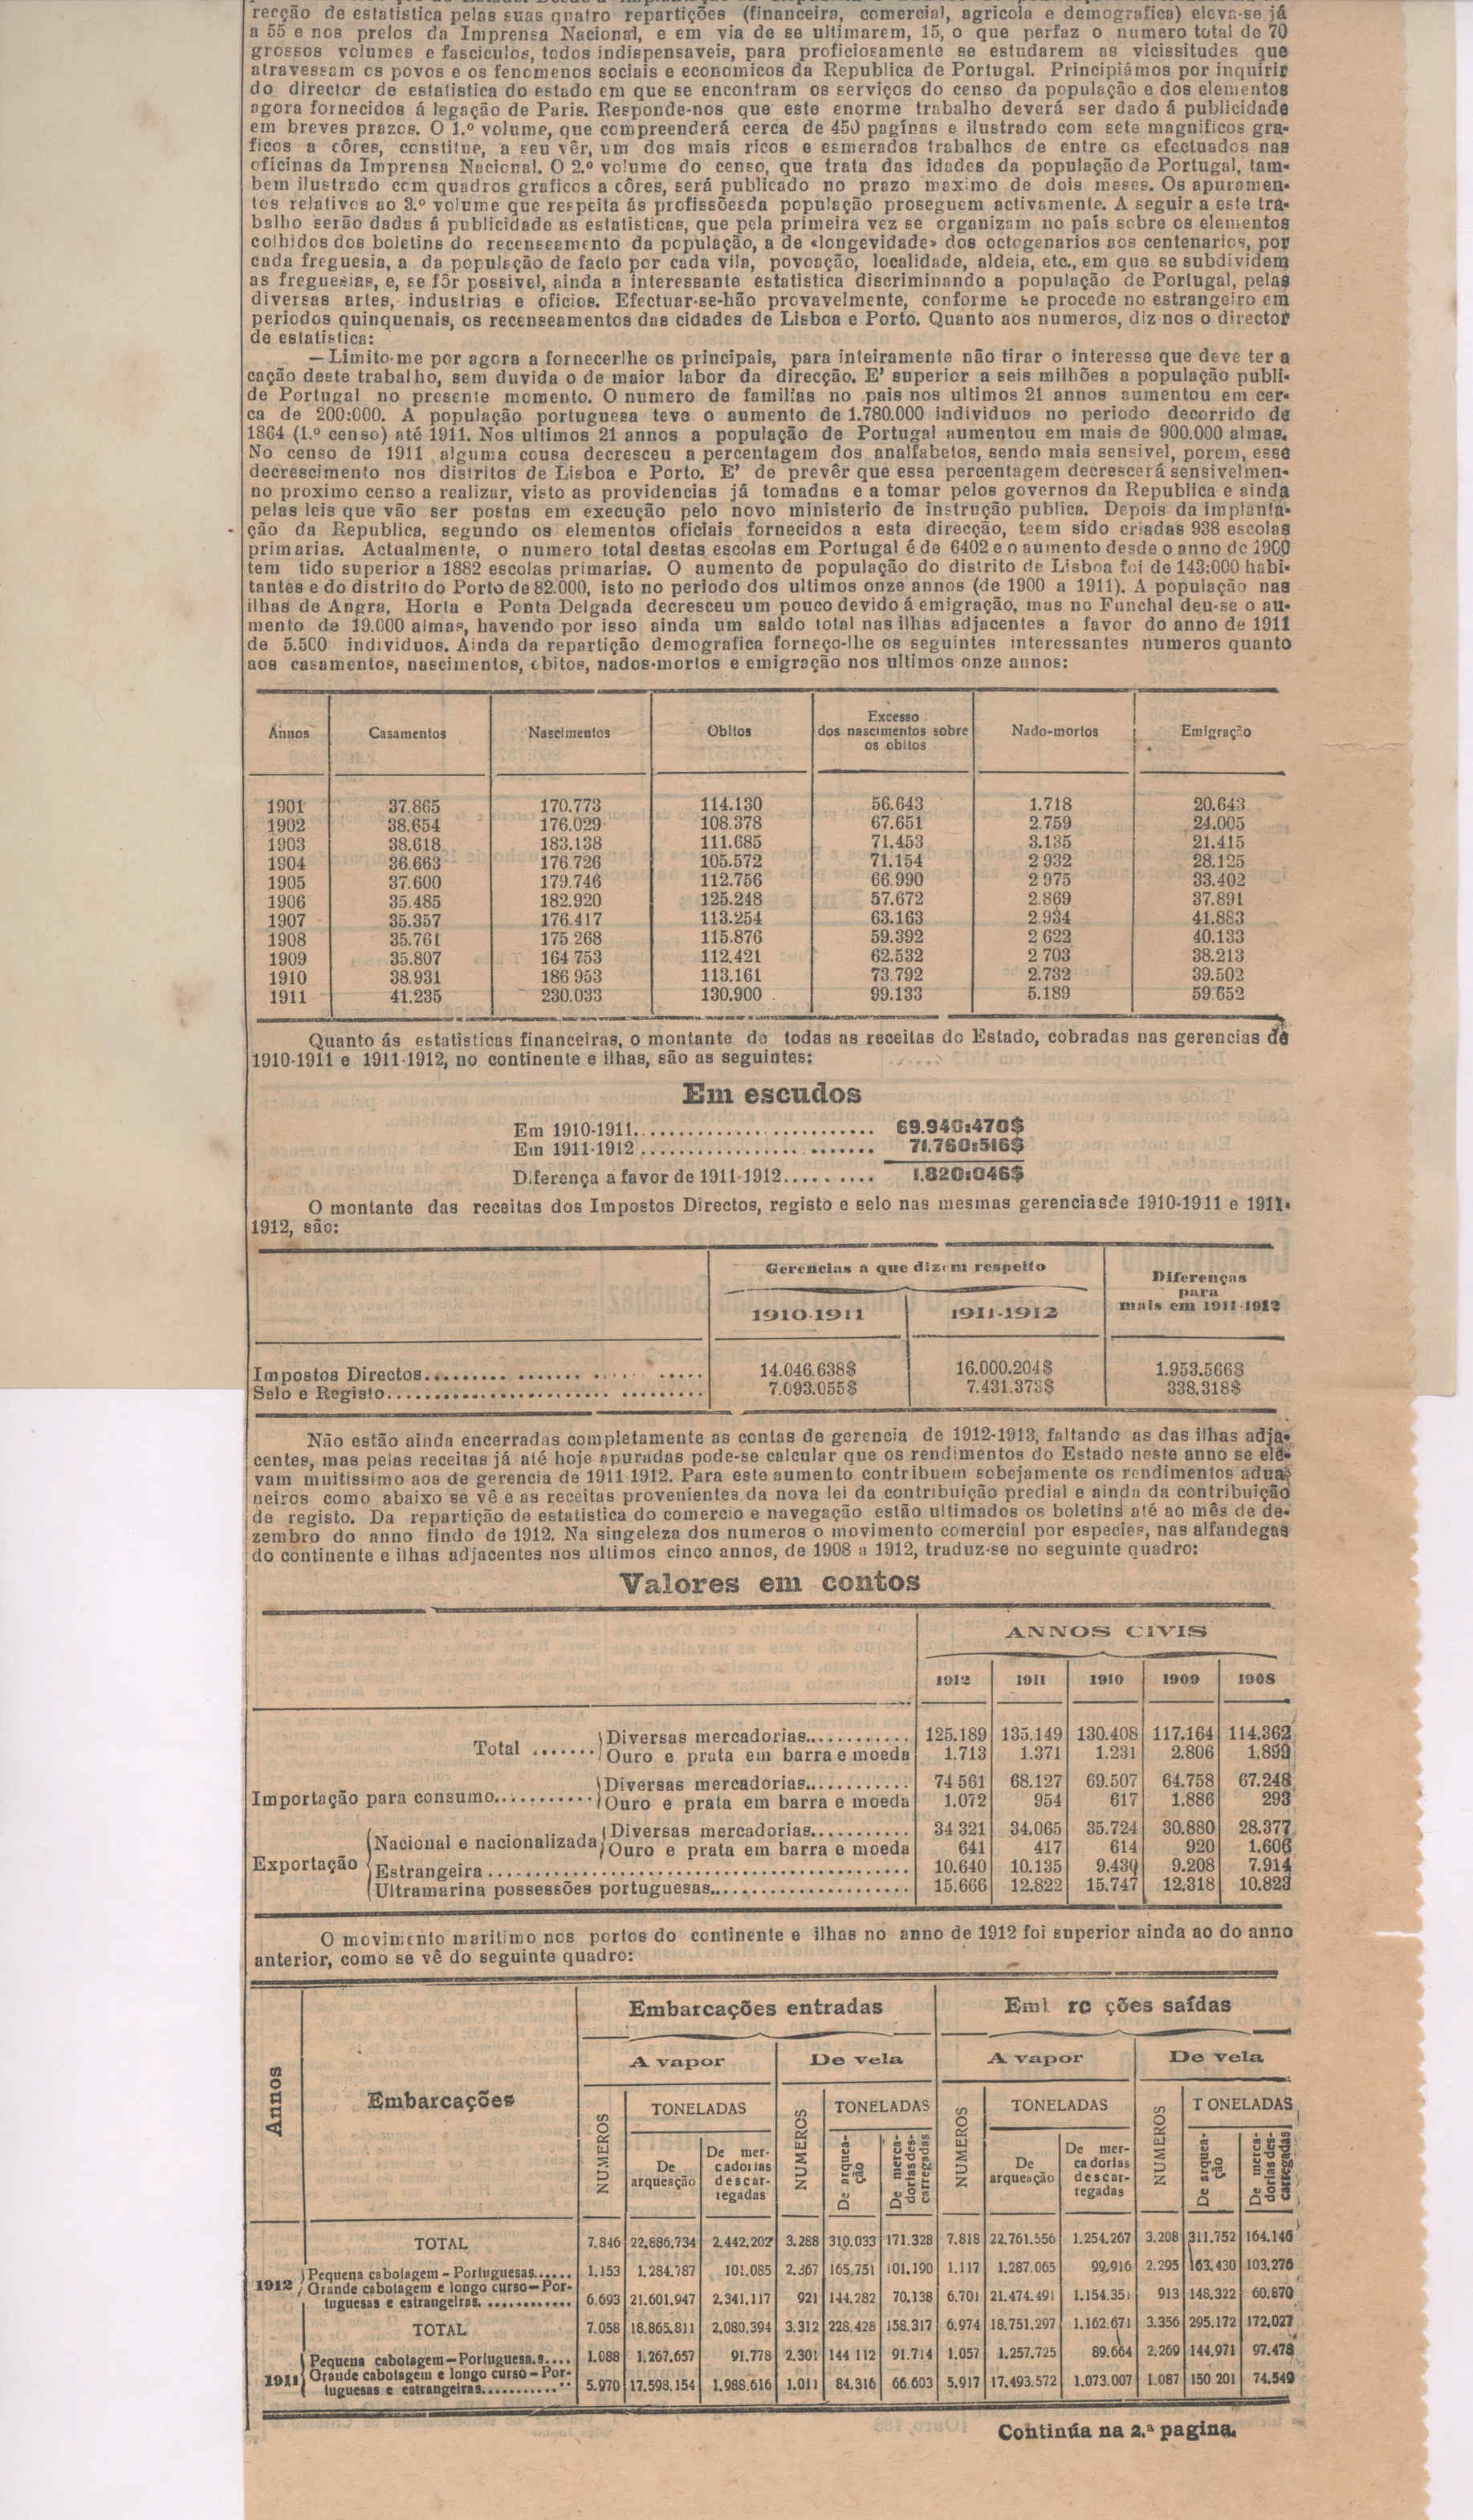 recção de estatistica pelas suas quatro repartições (financeira, comercial, agricola e demografica) eleva-se já
a 55 e nos prelos da Imprensa Nacional, e em via de se ultimarem, 15, o que perfaz o numero total de 70
grossos volumes e fasciculos, todos indispensaveis, para proficiosamente se estudarem as vicissitudes que
atravessam os povos e os fenomenos sociais e economicos da Republica de Portugal. Principiámos por inquirir
do director de estatistica do estado em que se encontram os serviços do censo da população e dos elementos
agora fornecidos á legação de Paris. Responde-nos que este enorme trabalho deverá ser dado á publicidade
em breves prazos. O 1.º volume, que compreenderá cerca de 450 paginas e ilustrado com sete magnificos gra-
ficos a côres, constitue, a seu vêr, um dos mais ricos e esmerados trabalhos de entre os efectuados nas
oficinas da Imprensa Nacional. O 2.º volume do censo, que trata das idades da população de Portugal, tam-
bem ilustrado com quadros graficos a côres, será publicado no prazo maximo de dois meses. Os apuramen-
tos relativos ao 3.º volume que respeita ás profissõesda população proseguem activamente. A seguir a este tra-
balho serão dadas á publicidade as estatisticas, que pela primeira vez se organizam no país sobre os elementos
colhidos dos boletins do recenseamento da população, a de «longevidade» dos octogenarios aos centenarios, por
cada freguesia, a da população de facto por cada vila, povoação, localidade, aldeia, etc., em que se subdividem
as freguesias, e, se fôr possivel, ainda a interessante estatistica discriminando a população de Portugal, pelas
diversas artes, industrias e oficios. Efectuar-se-hão provavelmente, conforme se procede no estrangeiro em
periodos quinquenais, os recenseamentos das cidades de Lisboa e Porto. Quanto aos numeros, diz-nos o director
de estatistica:
—Limito-me por agora a fornecerlhe os principais, para inteiramente não tirar o interesse que deve ter a
cação deste trabalho, sem duvida o de maior labor da direcção. E' superior a seis milhões a população publi-
de Portugal no presente momento. O numero de familias no pais nos ultimos 21 annos aumentou em cer-
ca de 200:000. A população portuguesa teve o aumento de 1.780.000 individuos no periodo decorrido de
1864 (1.º censo) até 1911. Nos ultimos 21 annos a população de Portugal aumentou em mais de 900.000 almas.
No censo de 1911 alguma cousa decresceu a percentagem dos analfabetos, sendo mais sensivel, porem, esse
decrescimento nos distritos de Lisboa e Porto. E' de prevêr que essa percentagem decrescerá sensivelmen-
no proximo censo a realizar, visto as providencias já tomadas e a tomar pelos governos da Republica e ainda
pelas leis que vão ser postas em execução pelo novo ministerio de instrução publica. Depois da implanta-
ção da Republica, segundo os elementos oficiais fornecidos a esta direcção, teem sido criadas 938 escolas
primarias. Actualmente, o numero total destas escolas em Portugal é de 6402 e o aumento desde o anno de 1900
tem tido superior a 1882 escolas primarias. O aumento de população do distrito de Lisboa foi de 143:000 habi-
tantes e do distrito do Porto de 82.000, isto no periodo dos ultimos onze annos (de 1900 a 1911). A população nas
ilhas de Angra, Horta e Ponta Delgada decresceu um pouco devido á emigração, mas no Funchal deu-se o au-
mento de 19.000 almas, havendo por isso ainda um saldo total nas ilhas adjacentes a favor do anno de 1911
de 5.500 individuos. Ainda da repartição demografica forneço-lhe os seguintes interessantes numeros quanto
aos casamentos, nascimentos, obitos, nados-mortos e emigração nos ultimos onze annos:
Annos Casamentos Nascimentos Obitos Excesso dos nascimentos sobre os obitos Nado-mortos Emigração
1901 37.865 170.773 114.130 56.643 1.718 20.643
1902 38.654 176.029 108.378 67.651 2.759 24.005
1903 38.618 183.138 111.685 71.453 3.135 21.415
1904 36.663 176.726 105.572 71.154 2 932 28.125
1905 37.600 179.746 112.756 66.990 2 975 33.402
1906 35.485 182.920 125.248 57.672 2.869 37.891
1907 35.357 176.417 113.254 63.163 2.934 41.883
1908 35.761 175.268 115.876 59.392 2 622 40.133
1909 35.807 164 753 112.421 62.532 2 703 38.213
1910 38.931 186 953 113.161 73.792 2.732 39.502
1911 41.235 230.033 130.900 99.133 5.189 59.652
Quanto ás estatisticas financeiras, o montante do todas as receitas do Estado, cobradas nas gerencias de
1910-1911 e 1911-1912, no continente e ilhas, são as seguintes:
Em escudos
Em 1910-1911.......................... 69.940:470$
Em 1911-1912.......................... 71.760:516$
Diferença a favor de 1911-1912.......... 1.820:046$
O montante das receitas dos Impostos Directos, registo e selo nas mesmas gerenciasde 1910-1911 e 1911-
1912, são:
Gerencias a que dizem respeito
Diferenças para mais em 1911-1912
1910-1911 1911-1912
Impostos Directos.......................... 14.046.638$ 16.000.204$ 1.953.566$
Selo e Registo.......................... 7.093.055$ 7.431.373$ 338.318$
Não estão ainda encerradas completamente as contas de gerencia de 1912-1913, faltando as das ilhas adja-
centes, mas pelas receitas já até hoje apuradas pode-se calcular que os rendimentos do Estado neste anno se ele-
vam muitissimo aos de gerencia de 1911 1912. Para este aumento contribuem sobejamente os rendimentos adua-
neiros como abaixo se vê e as receitas provenientes da nova lei da contribuição predial e ainda da contribuição
de registo. Da repartição de estatistica do comercio e navegação estão ultimados os boletins até ao mês de de-
zembro do anno findo de 1912. Na singeleza dos numeros o movimento comercial por especies, nas alfandegas
do continente e ilhas adjacentes nos ultimos cinco annos, de 1908 a 1912, traduz-se no seguinte quadro:
Valores em contos
ANNOS CIVIS
1912 1911 1910 1909 1908
Total ....... Diversas mercadorias............ 125.189 135.149 130.408 117.164 114.362
Ouro e prata em barra e moeda 1.713 1.371 1.231 2.806 1.899
Importação para consumo........... Diversas mercadorias............ 74 561 68.127 69.507 64.758 67.248
Ouro e prata em barra e moeda 1.072 954 617 1.886 293
Exportação Nacional e nacionalizada Diversas mercadorias........... 34 321 34.065 35.724 30.880 28.377
Ouro e prata em barra e moeda 641 417 614 920 1.606
Estrangeira.......................... 10.640 10.135 9.430 9.208 7.914
Ultramarina possessões portuguesas.......................... 15.666 12.822 15.747 12.318 10.823
O movimento maritimo nos portos do continente e ilhas no anno de 1912 foi superior ainda ao do anno
anterior, como se vê do seguinte quadro:
Annos Embarcações
Embarcações entradas Eml rc ções saídas
A vapor De vela A vapor De vela
NUMEROS TONELADAS NUMEROS TONELADAS NUMEROS TONELADAS NUMEROS TONELADAS
De arqueação De mercadorias descarregadas De arqueação De mercadorias descarregadas De arqueação De mercadorias descarregadas De arqueação De mercadorias descarregadas
TOTAL 7.846 22.886.734 2.442.202 3.288 310.033 171.328 7.818 22.761.556 1.254.267 3.208 311.752 164.146
1912 Pequena cabotagem - Portuguesas...... 1.153 1.284.787 101.085 2.367 165.751 101.190 1.117 1.287.065 99.916 2.295 163.430 103.276
Grande cabotagem e longo curso—Por-
tuguesas e estrangeiras............. 6.693 21.601.947 2.341.117 921 144.282 70.138 6.701 21.474.491 1.154.351 913 148.322 60.870
TOTAL 7.058 18.865.811 2.080.394 3.312 228.428 158.317 6.974 18.751.297 1.162.671 3.356 295.172 172.027
1911 Pequena cabotagem—Portuguesa.s.... 1.088 1.267.657 91.778 2.301 144 112 91.714 1.057 1.257.725 89.664 2.269 144.971 97.478
Grande cabotagem e longo curso—Por-
tuguesas e estrangeiras............. 5.970 17.598.154 1.988.616 1.011 84.316 66.603 5.917 17.493.572 1.073.007 1.087 150 201 74.549
Continúa na 2.ª pagina.